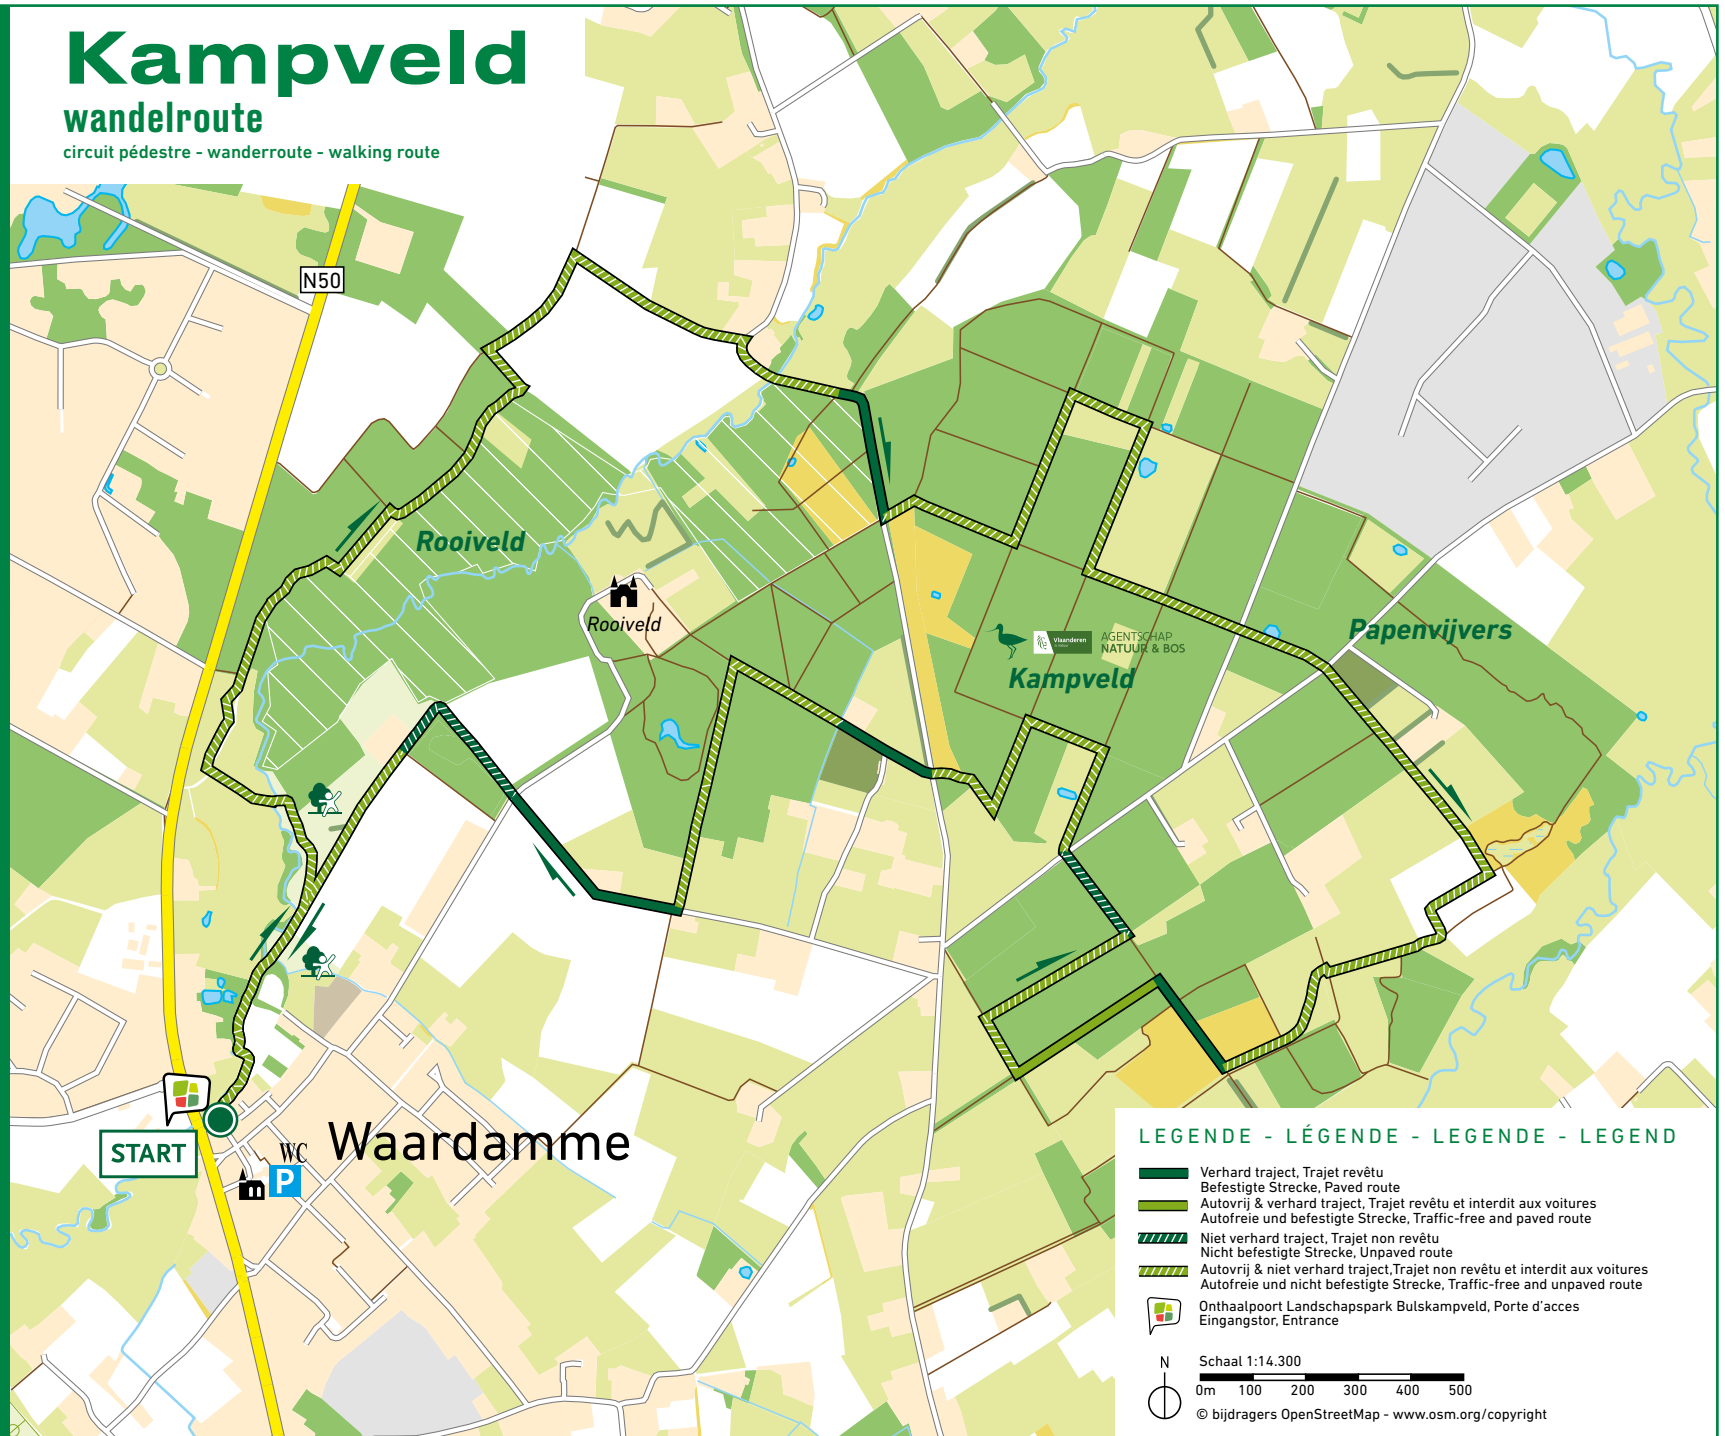 Kampveld
wandelroute
circuit pédestre - wanderroute - walking route
N50
Rooiveld
Rooiveld
Vlaanderen
AGENTSCHAP
NATUUR & BOS
Kampveld
Papenvijvers
START
WC
P
Waardamme
LEGENDE - LÉGENDE - LEGENDE - LEGEND
Verhard traject, Trajet revêtu
Befestigte Strecke, Paved route
Autovrij & verhard traject, Trajet revêtu et interdit aux voitures
Autofreie und befestigte Strecke, Traffic-free and paved route
Niet verhard traject, Trajet non revêtu
Nicht befestigte Strecke, Unpaved route
Autovrij & niet verhard traject,Trajet non revêtu et interdit aux voitures
Autofreie und nicht befestigte Strecke, Traffic-free and unpaved route
Onthaalpoort Landschapspark Bulskampveld, Porte d'acces
Eingangstor, Entrance
N
Schaal 1:14.300
0m 100 200 300 400 500
© bijdragers OpenStreetMap - www.osm.org/copyright